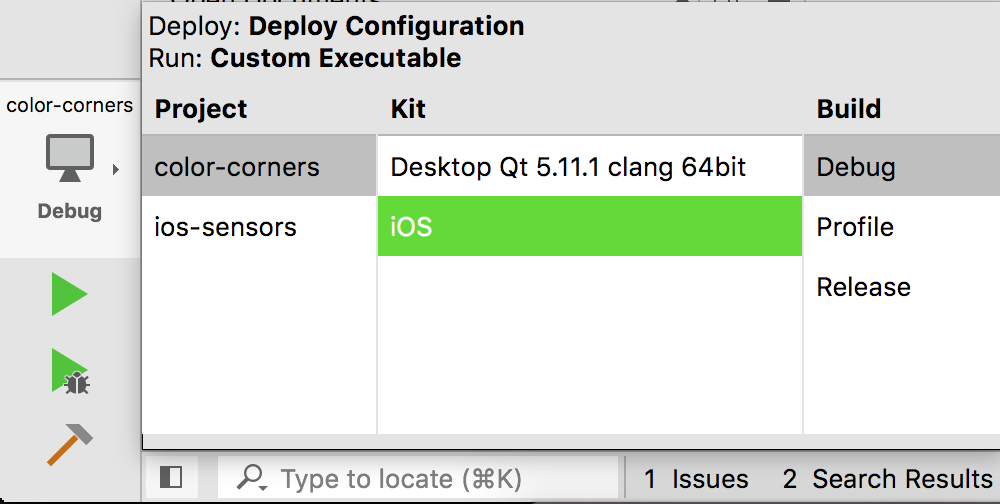 Deploy: Deploy Configuration
Run: Custom Executable
Project Kit Build
color-corners
Debug
color-corners Desktop Qt 5.11.1 clang 64bit Debug
ios-sensors iOS Profile
Release
Type to locate (⌘K) 1 Issues 2 Search Results